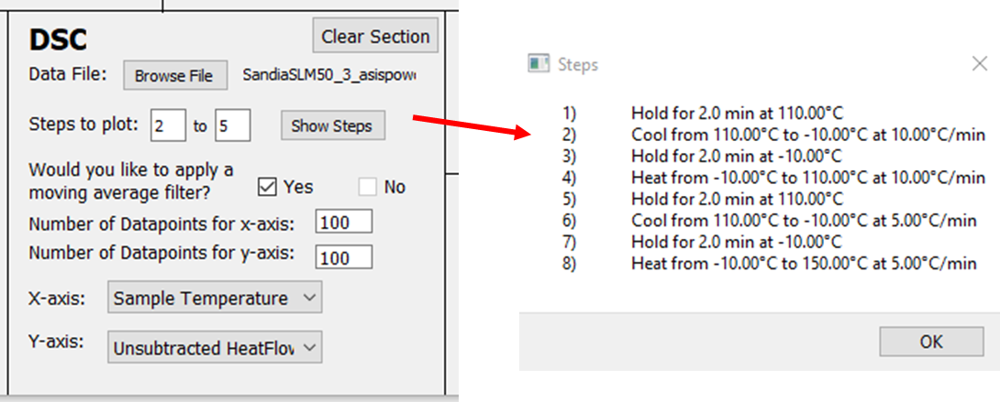 DSC
Clear Section
Data File: Browse File SandiaSLM50_3_asispow
Steps to plot: 2 to 5 Show Steps
Would you like to apply a
moving average filter? Yes No
Number of Datapoints for x-axis: 100
Number of Datapoints for y-axis: 100
X-axis: Sample Temperature
Y-axis: Unsubtracted HeatFlo
Steps
1) Hold for 2.0 min at 110.00°C
2) Cool from 110.00°C to -10.00°C at 10.00°C/min
3) Hold for 2.0 min at -10.00°C
4) Heat from -10.00°C to 110.00°C at 10.00°C/min
5) Hold for 2.0 min at 110.00°C
6) Cool from 110.00°C to -10.00°C at 5.00°C/min
7) Hold for 2.0 min at -10.00°C
8) Heat from -10.00°C to 150.00°C at 5.00°C/min
OK